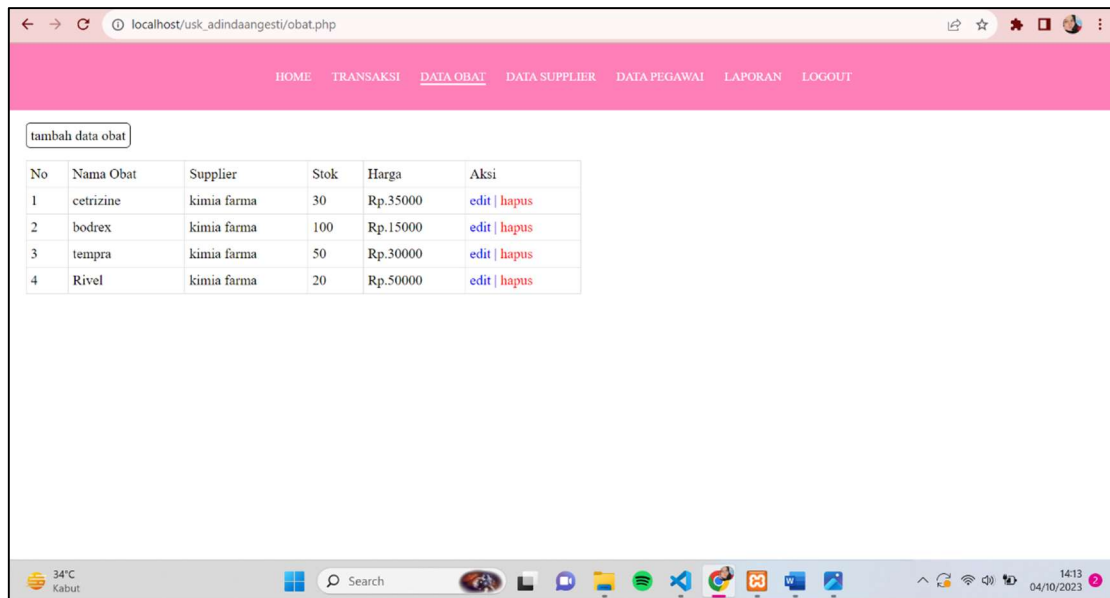 localhost/usk_adindaangesti/obat.php
HOME TRANSAKSI DATA OBAT DATA SUPPLIER DATA PEGAWAI LAPORAN LOGOUT
tambah data obat
No Nama Obat Supplier Stok Harga Aksi
1 cetrizine kimia farma 30 Rp.35000 edit | hapus
2 bodrex kimia farma 100 Rp.15000 edit | hapus
3 tempra kimia farma 50 Rp.30000 edit | hapus
4 Rivel kimia farma 20 Rp.50000 edit | hapus
34°C
Kabut
Search
14:13
04/10/2023
2